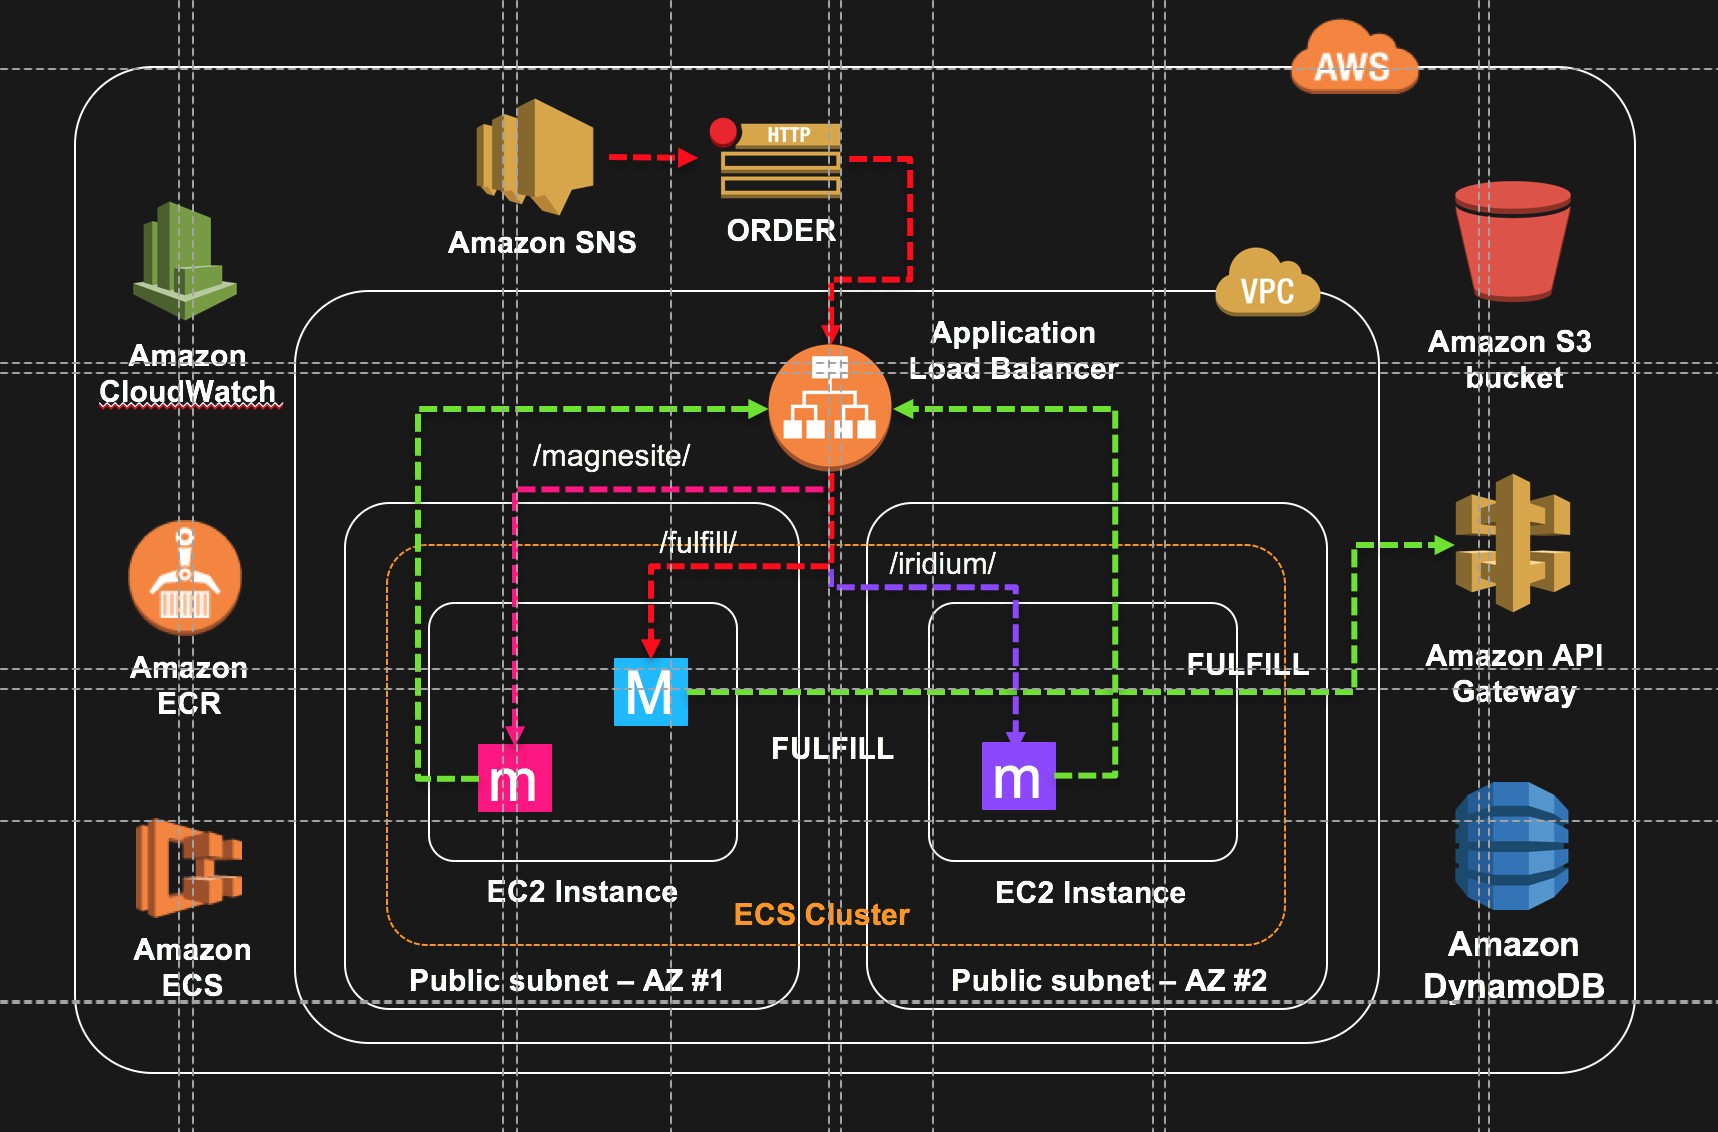 AWS
HTTP
ORDER
Amazon SNS
VPC
Amazon
CloudWatch
Application
Load Balancer
Amazon S3
bucket
/magnesite/
/fulfill/
/iridium/
Amazon
ECR
M
FULFILL
Amazon API
Gateway
FULFILL
m
m
EC2 Instance
EC2 Instance
ECS Cluster
Amazon
ECS
Public subnet – AZ #1
Public subnet – AZ #2
Amazon
DynamoDB